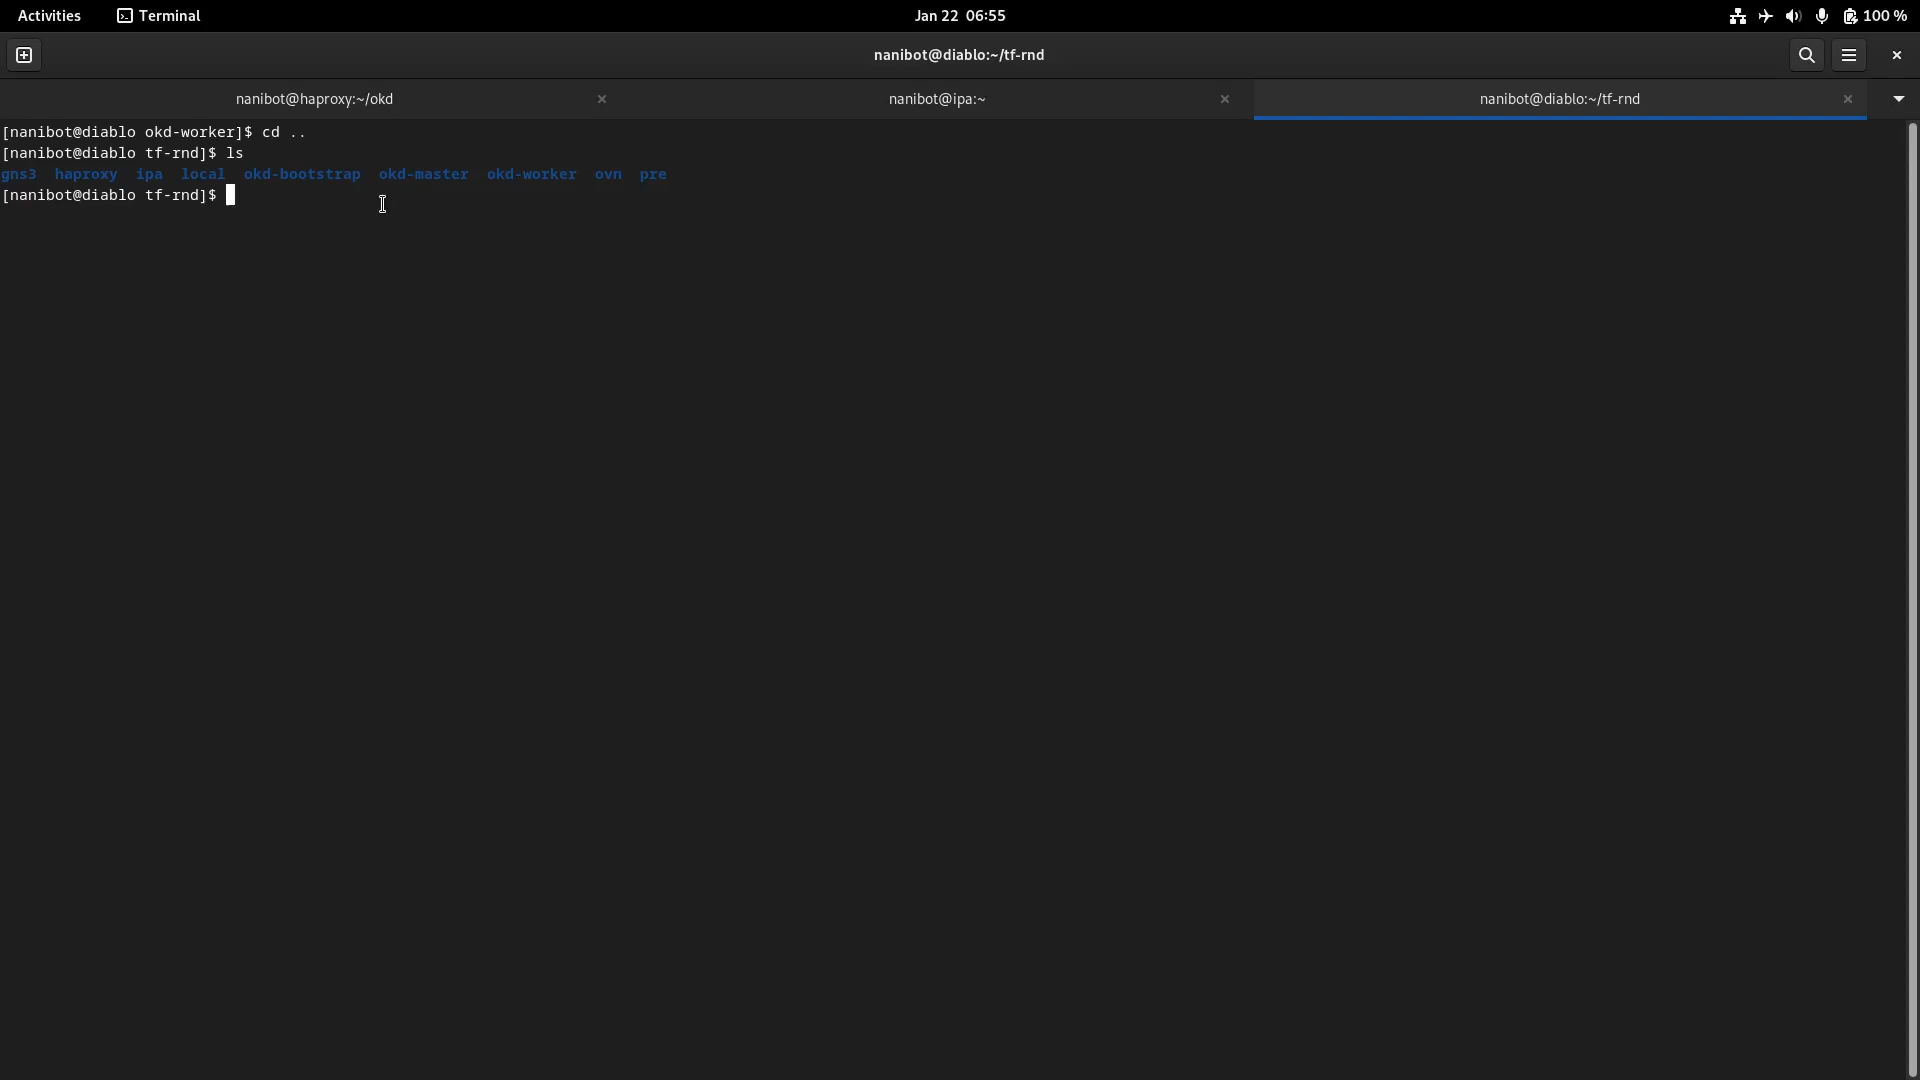 Activities Terminal Jan 22 06:55 100 %
nanibot@diablo:~/tf-rnd
nanibot@haproxy:~/okd nanibot@ipa:~ nanibot@diablo:~/tf-rnd
[nanibot@diablo okd-worker]$ cd ..
[nanibot@diablo tf-rnd]$ ls
gns3 haproxy ipa local okd-bootstrap okd-master okd-worker ovn pre
[nanibot@diablo tf-rnd]$